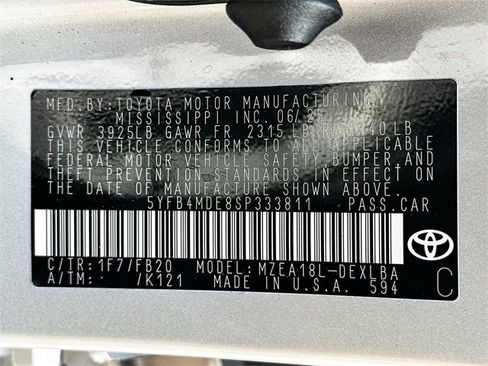 MFD. BY:TOYOTA MOTOR MANUFACTURING
MISSISSIPPI INC. 06/
GVWR 3925LB GAWR FR 2315LB LB
THIS VEHICLE CONFORMS TO ALL APPLICABLE
FEDERAL MOTOR VEHICLE SAFETY, BUMPER,AND
THEFT PREVENTION STANDARDS IN EFFECT ON
THE DATE OF MANUFACTURE SHOWN ABOVE.
5YFB4MDE8SP333811 PASS.CAR
C/TR:1F7/FB20 MODEL:MZEA18L-DEXLBA
A/TM: /K121 MADE IN U.S.A. 594
TOYOTA
C